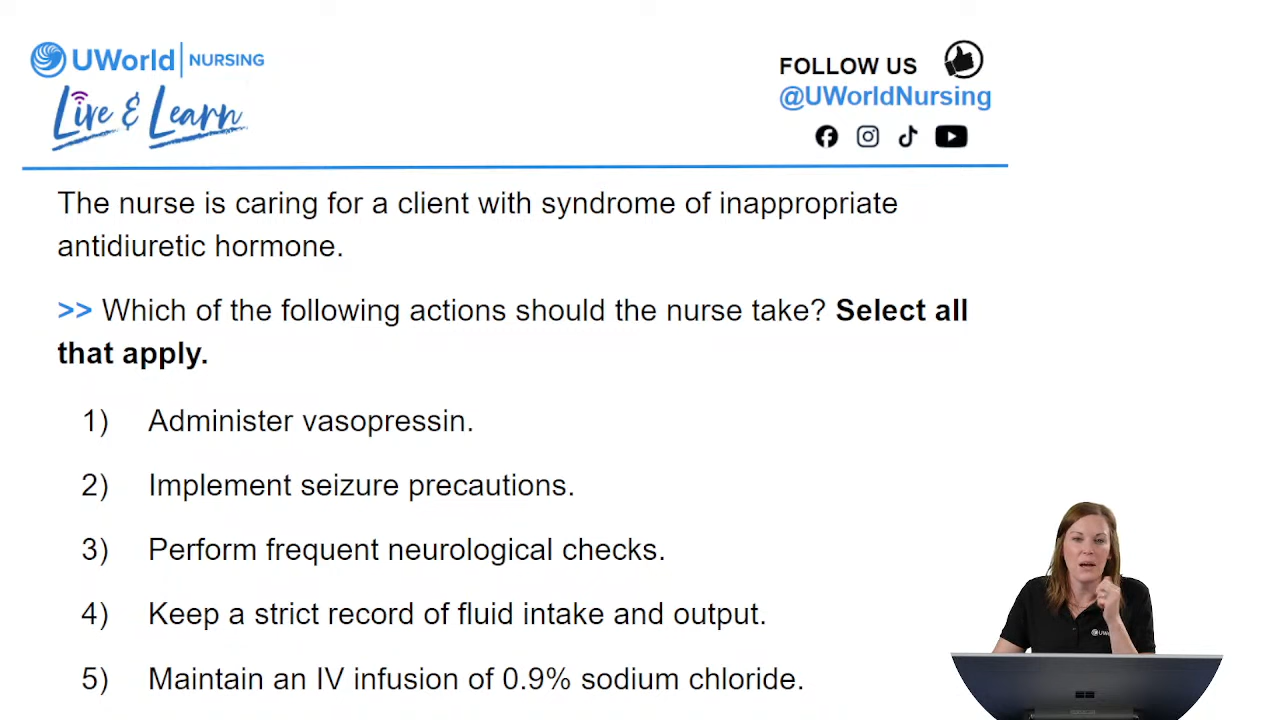 UWorld NURSING
Live & Learn
FOLLOW US
@UWorldNursing
The nurse is caring for a client with syndrome of inappropriate
antidiuretic hormone.
>> Which of the following actions should the nurse take? Select all
that apply.
1) Administer vasopressin.
2) Implement seizure precautions.
3) Perform frequent neurological checks.
4) Keep a strict record of fluid intake and output.
5) Maintain an IV infusion of 0.9% sodium chloride.